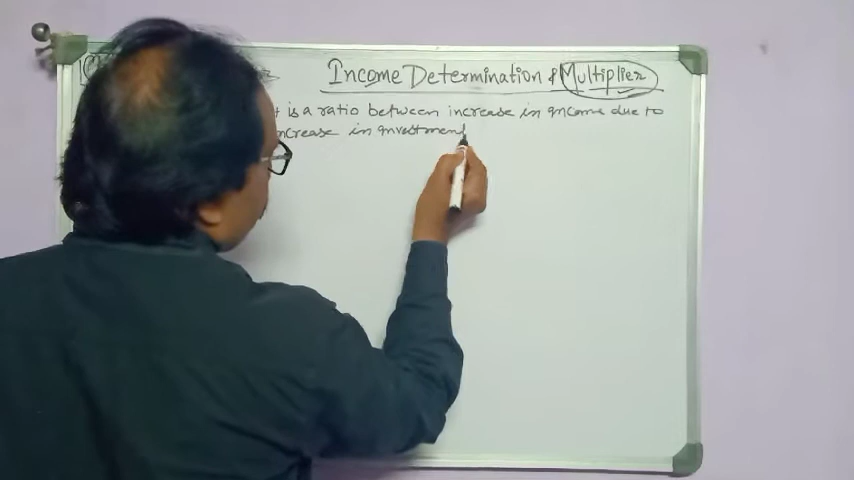 Income Determination & Multiplier
is a ratio between increase in income due to
increase in investment